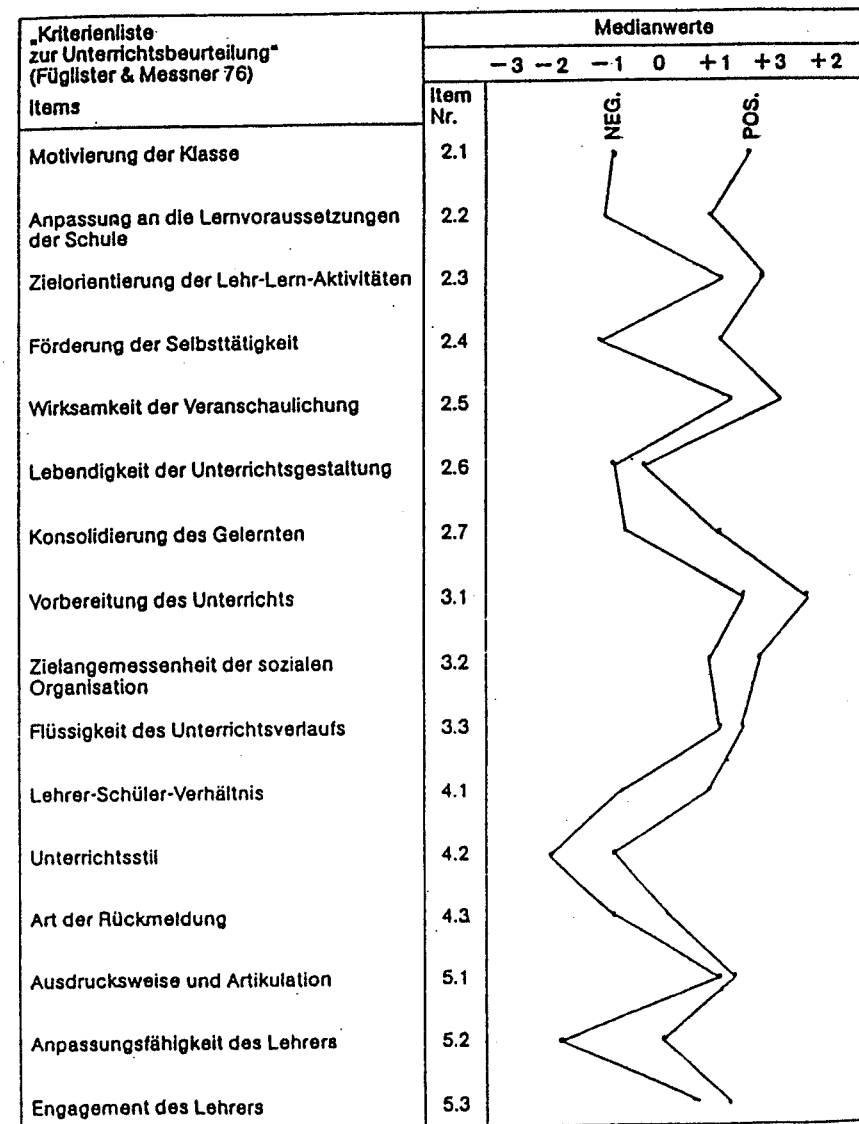 „Kriterienliste
zur Unterrichtsbeurteilung"
(Füglister & Messner 76)
Items
Item
Nr.
Medianwerte
−3 −2 −1 0 +1 +3 +2
NEG.
POS.
Motivierung der Klasse 2.1
Anpassung an die Lernvoraussetzungen 2.2
der Schule
Zielorientierung der Lehr-Lern-Aktivitäten 2.3
Förderung der Selbsttätigkeit 2.4
Wirksamkeit der Veranschaulichung 2.5
Lebendigkeit der Unterrichtsgestaltung 2.6
Konsolidierung des Gelernten 2.7
Vorbereitung des Unterrichts 3.1
Zielangemessenheit der sozialen 3.2
Organisation
Flüssigkeit des Unterrichtsverlaufs 3.3
Lehrer-Schüler-Verhältnis 4.1
Unterrichtsstil 4.2
Art der Rückmeldung 4.3
Ausdrucksweise und Artikulation 5.1
Anpassungsfähigkeit des Lehrers 5.2
Engagement des Lehrers 5.3